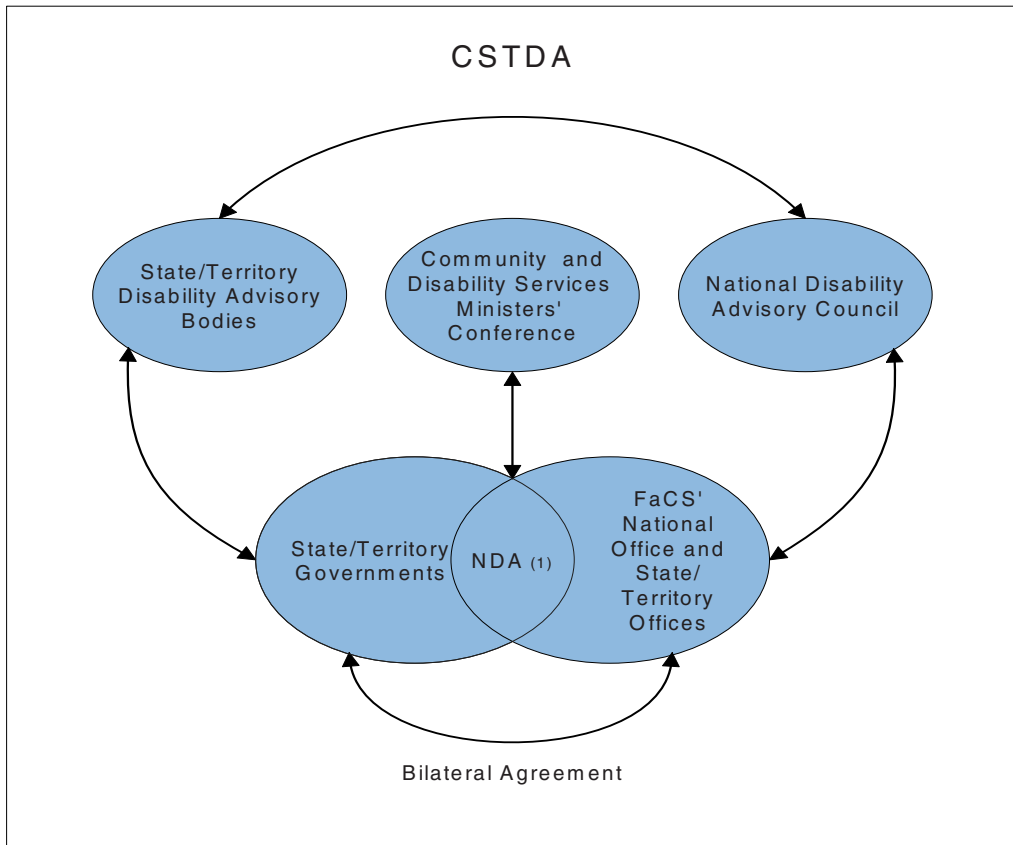 CSTDA
State/Territory
Disability Advisory
Bodies
Community and
Disability Services
Ministers'
Conference
National Disability
Advisory Council
State/Territory
Governments
NDA (1)
FaCS'
National
Office and
State/
Territory
Offices
Bilateral Agreement